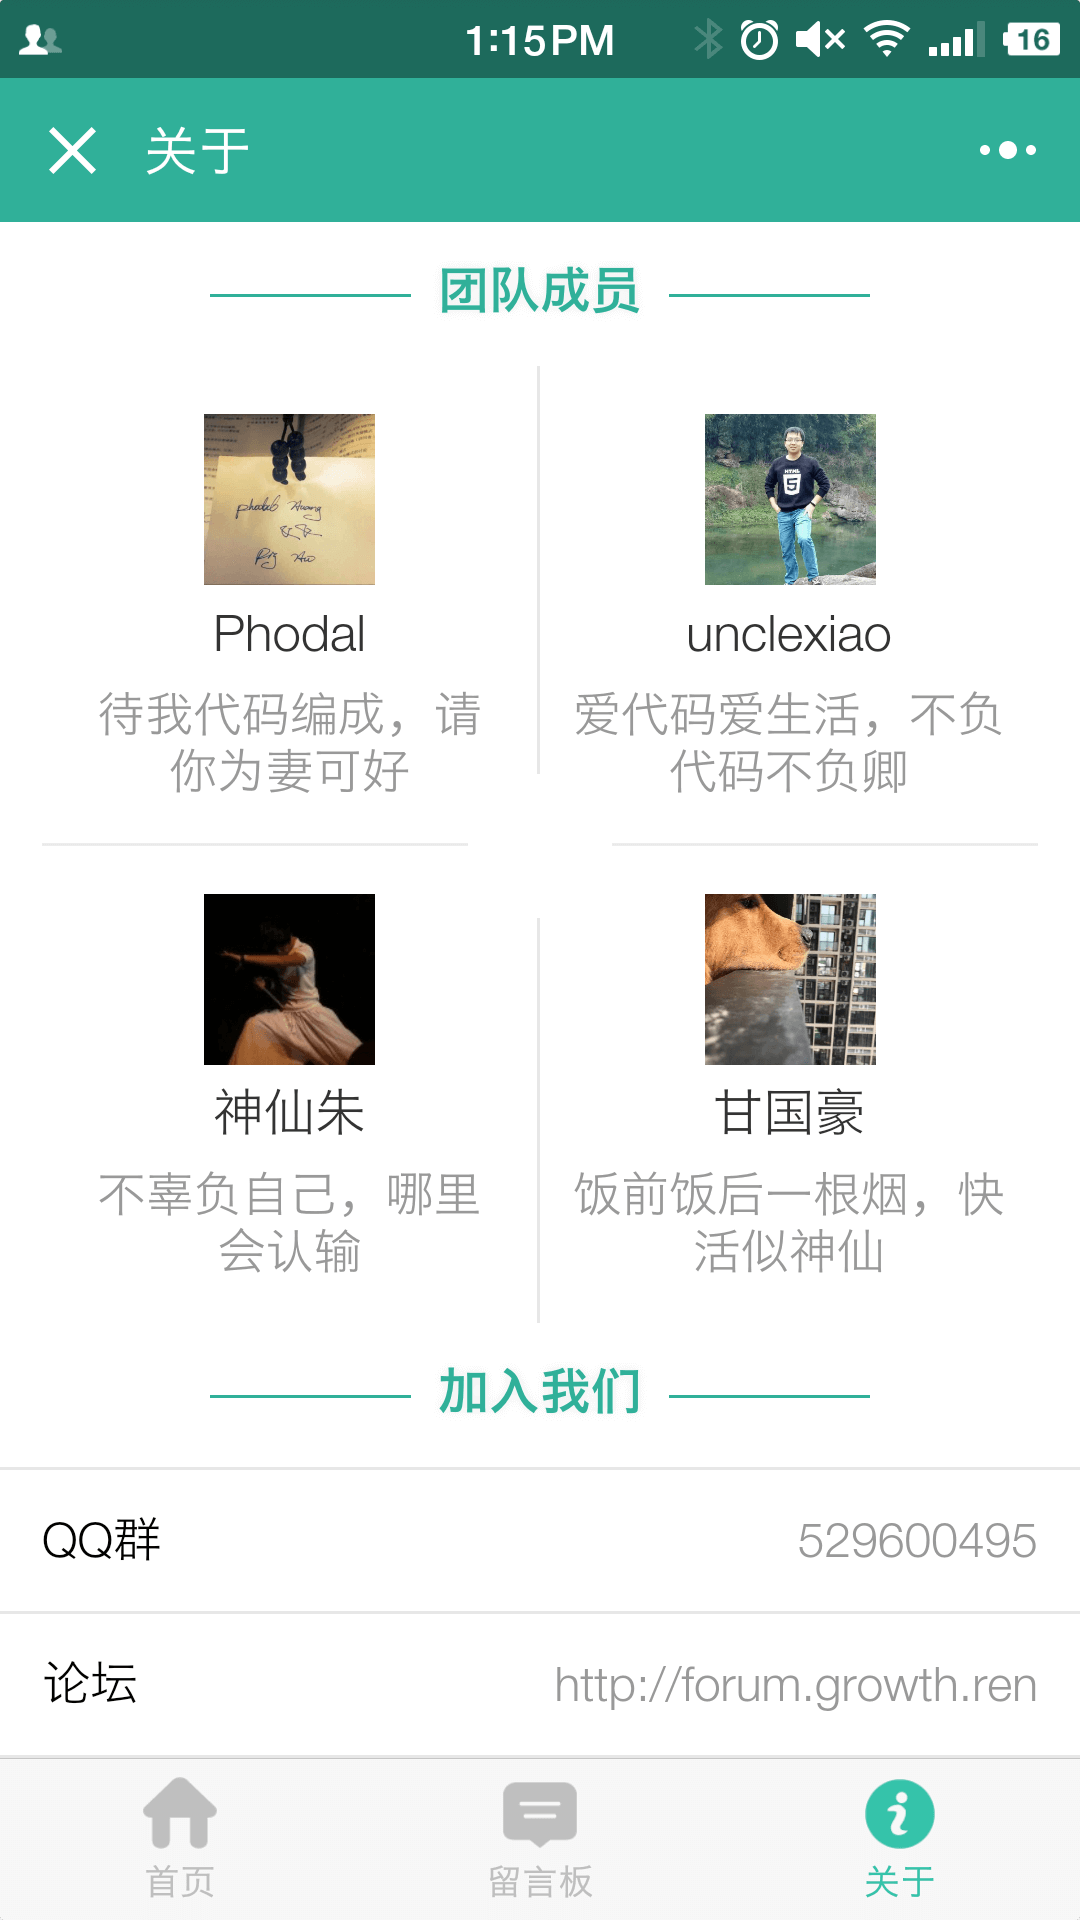 1:15PM
16
关于
团队成员
Phodal
unclexiao
待我代码编成，请
你为妻可好
爱代码爱生活，不负
代码不负卿
神仙朱
甘国豪
不辜负自己，哪里
会认输
饭前饭后一根烟，快
活似神仙
加入我们
QQ群
529600495
论坛
http://forum.growth.ren
首页
留言板
关于